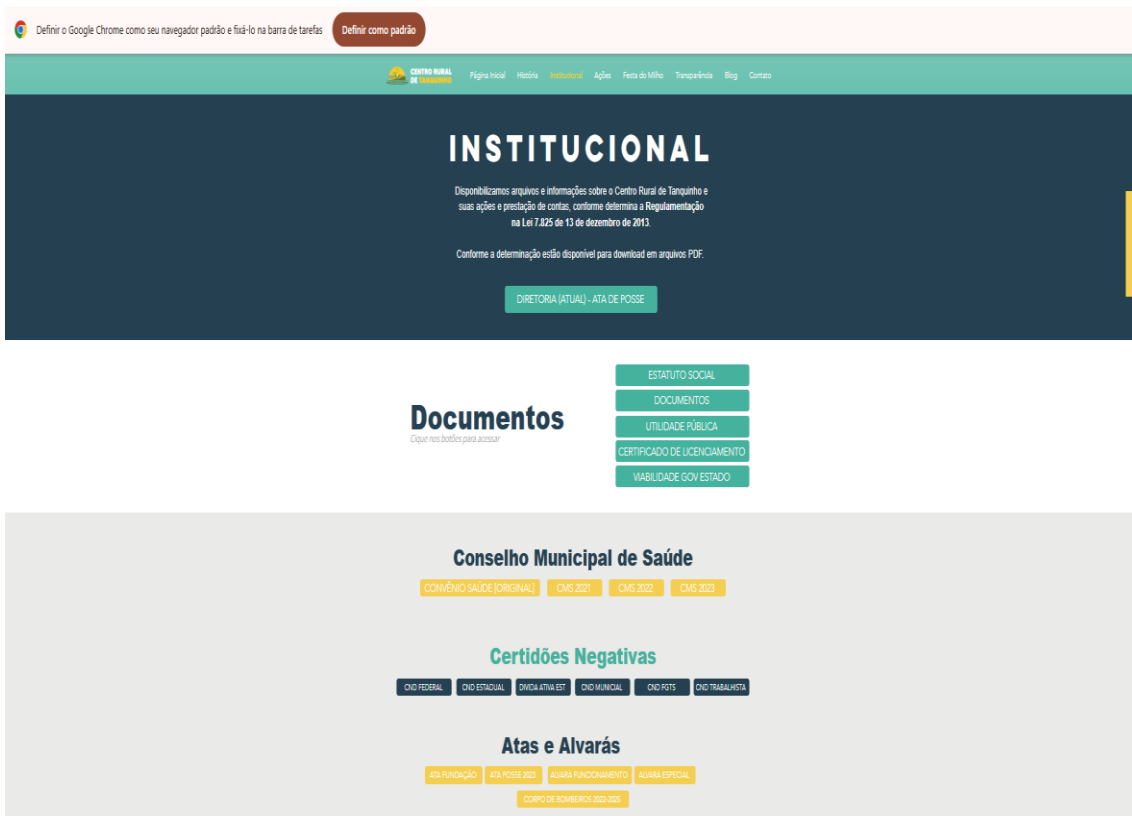 Definir o Google Chrome como seu navegador padrão e fixá-lo na barra de tarefas Definir como padrão
CENTRO RURAL
DE TANQUINHO
Página Inicial História Institucional Ações Festa do Milho Transparência Blog Contato
INSTITUCIONAL
Disponibilizamos arquivos e informações sobre o Centro Rural de Tanquinho e
suas ações e prestação de contas, conforme determina a Regulamentação
na Lei 7.825 de 13 de dezembro de 2013.
Conforme a determinação estão disponível para download em arquivos PDF.
DIRETORIA (ATUAL) - ATA DE POSSE
Documentos
Cique nos botões para acessar
ESTATUTO SOCIAL
DOCUMENTOS
UTILIDADE PÚBLICA
CERTIFICADO DE LICENCIAMENTO
VIABILIDADE GOV ESTADO
Conselho Municipal de Saúde
CONVÊNIO SAÚDE [ORIGINAL] CMS 2021 CMS 2022 CMS 2023
Certidões Negativas
CND FEDERAL CND ESTADUAL DIVIDA ATIVA EST CND MUNICIAL CND FGTS CND TRABALHISTA
Atas e Alvarás
ATA FUNDAÇÃO ATA POSSE 2023 ALVARÁ FUNCIONAMENTO ALVARÁ ESPECIAL
CORPO DE BOMBEIROS 2022-2025